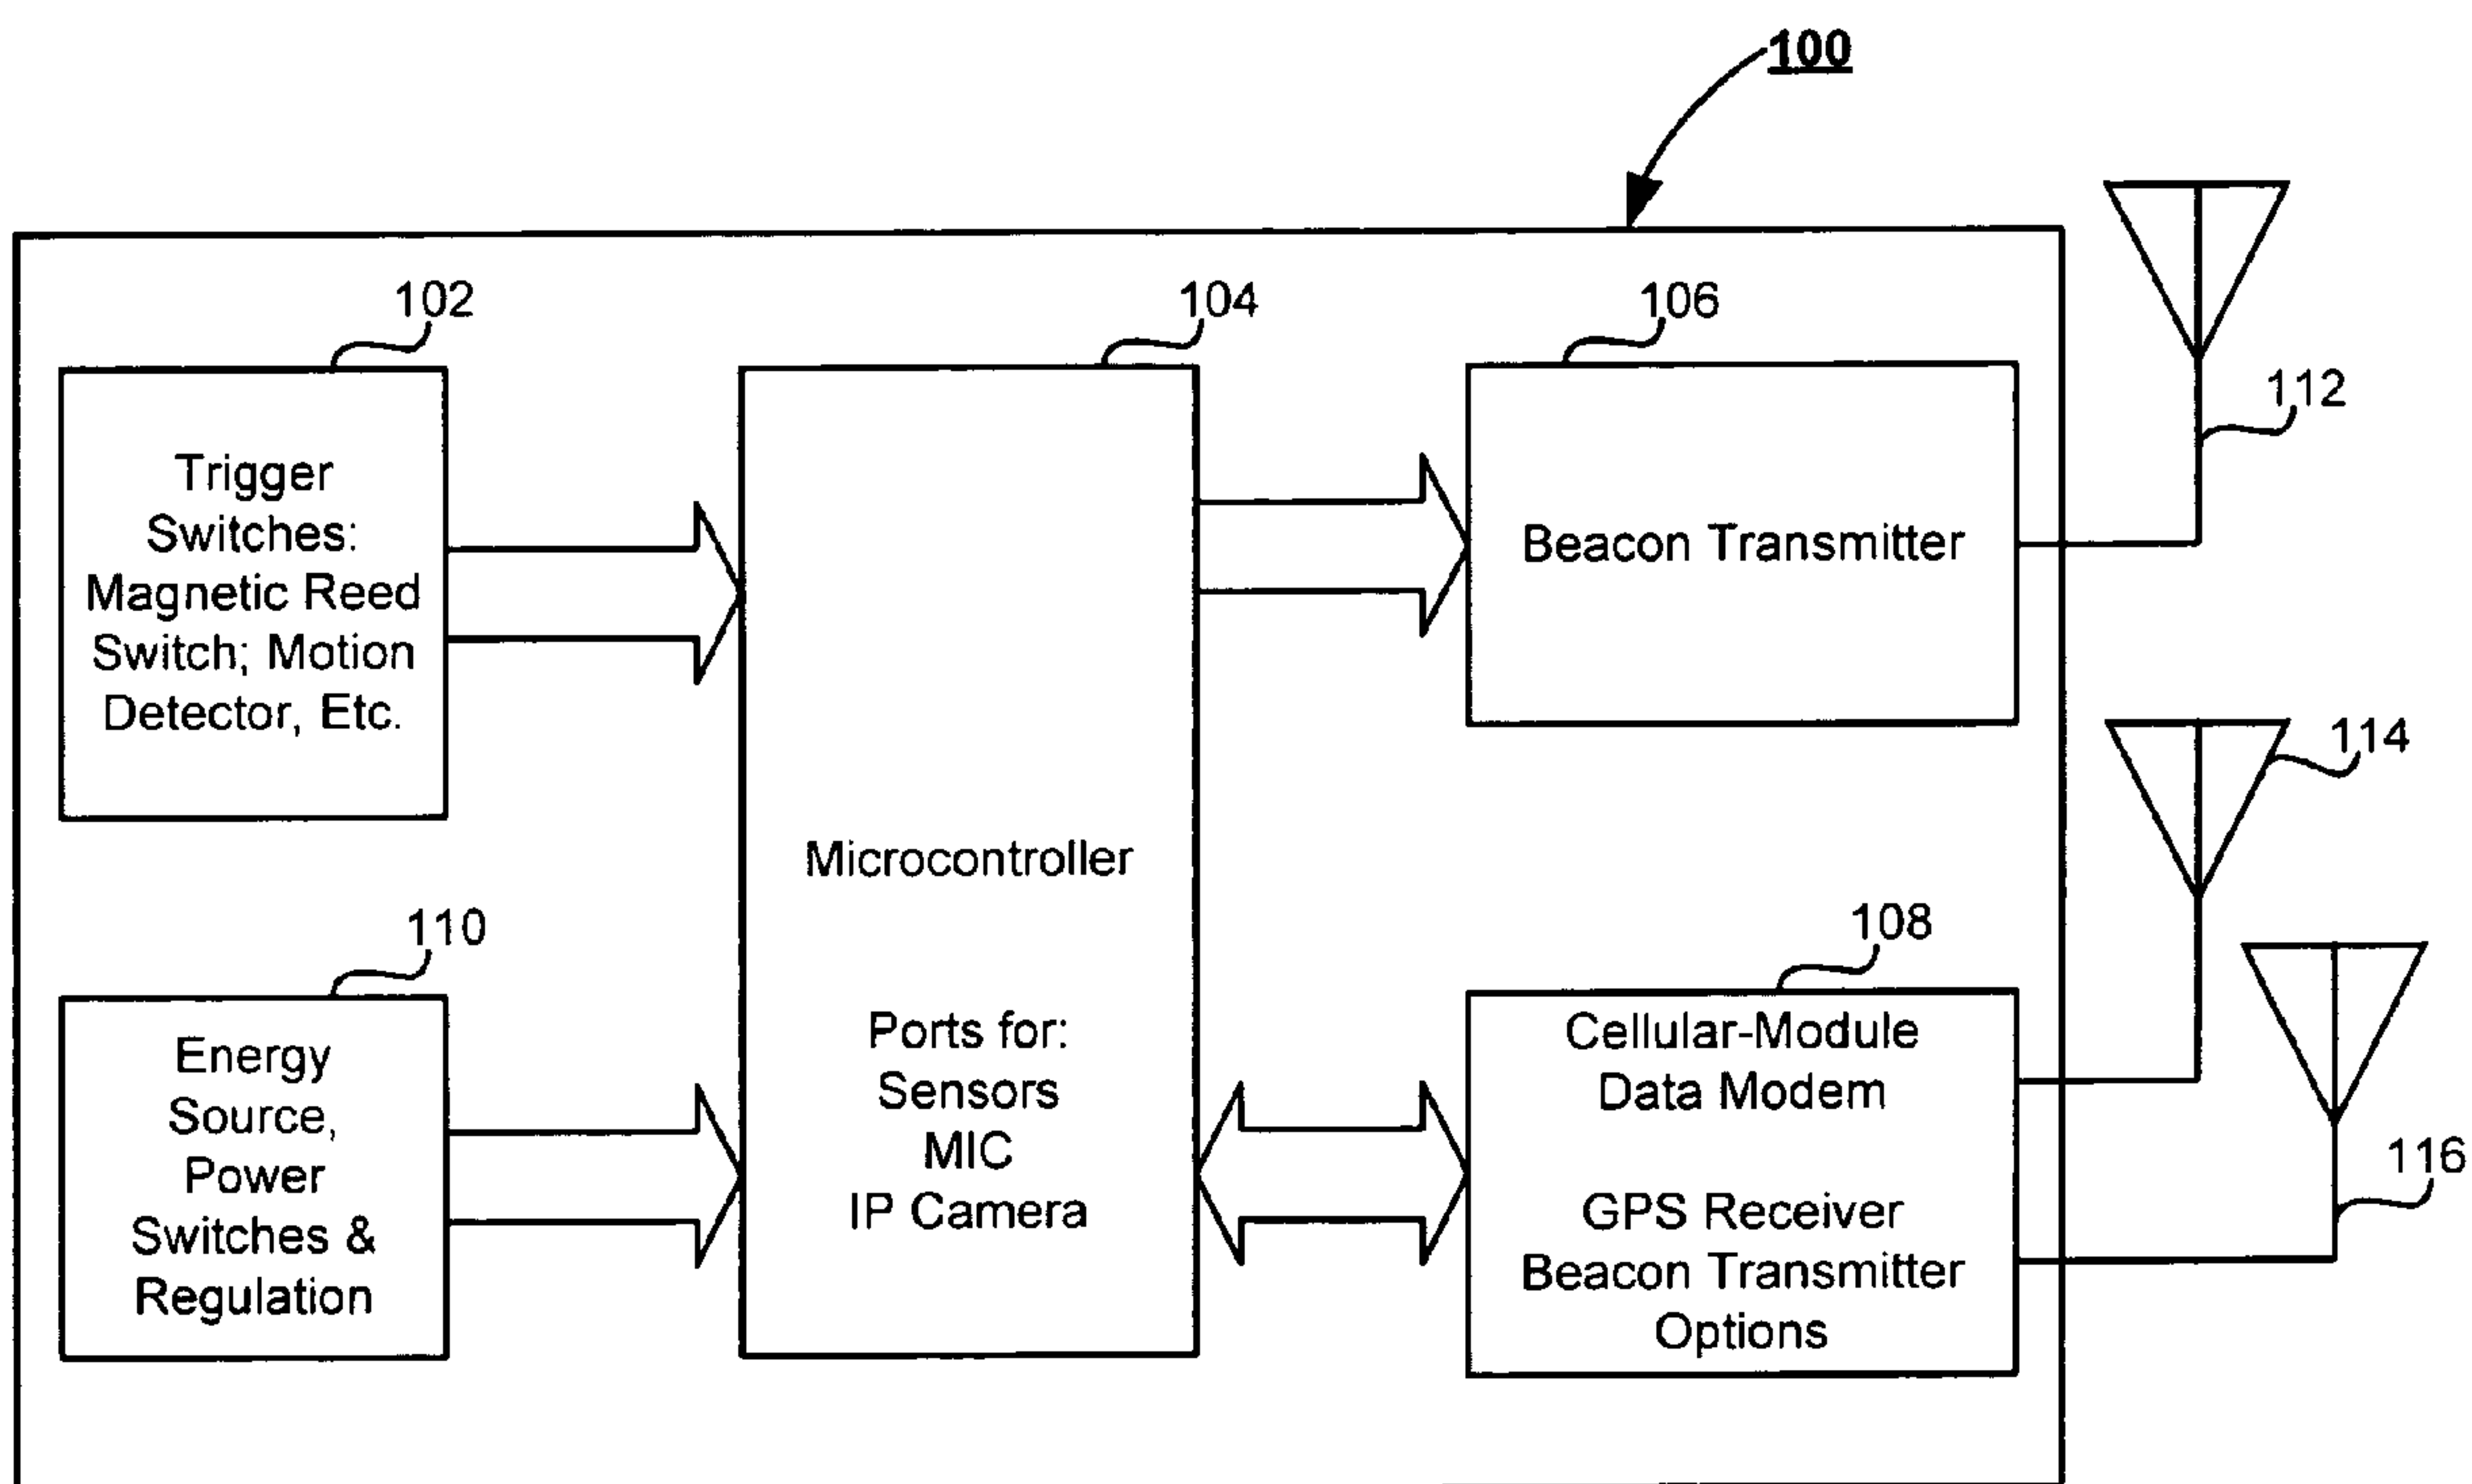 100
102
104
106
112
Trigger
Switches:
Magnetic Reed
Switch; Motion
Detector, Etc.
Beacon Transmitter
114
Microcontroller
110
108
Energy
Source,
Power
Switches &
Regulation
Ports for:
Sensors
MIC
IP Camera
Cellular-Module
Data Modem
GPS Receiver
Beacon Transmitter
Options
116